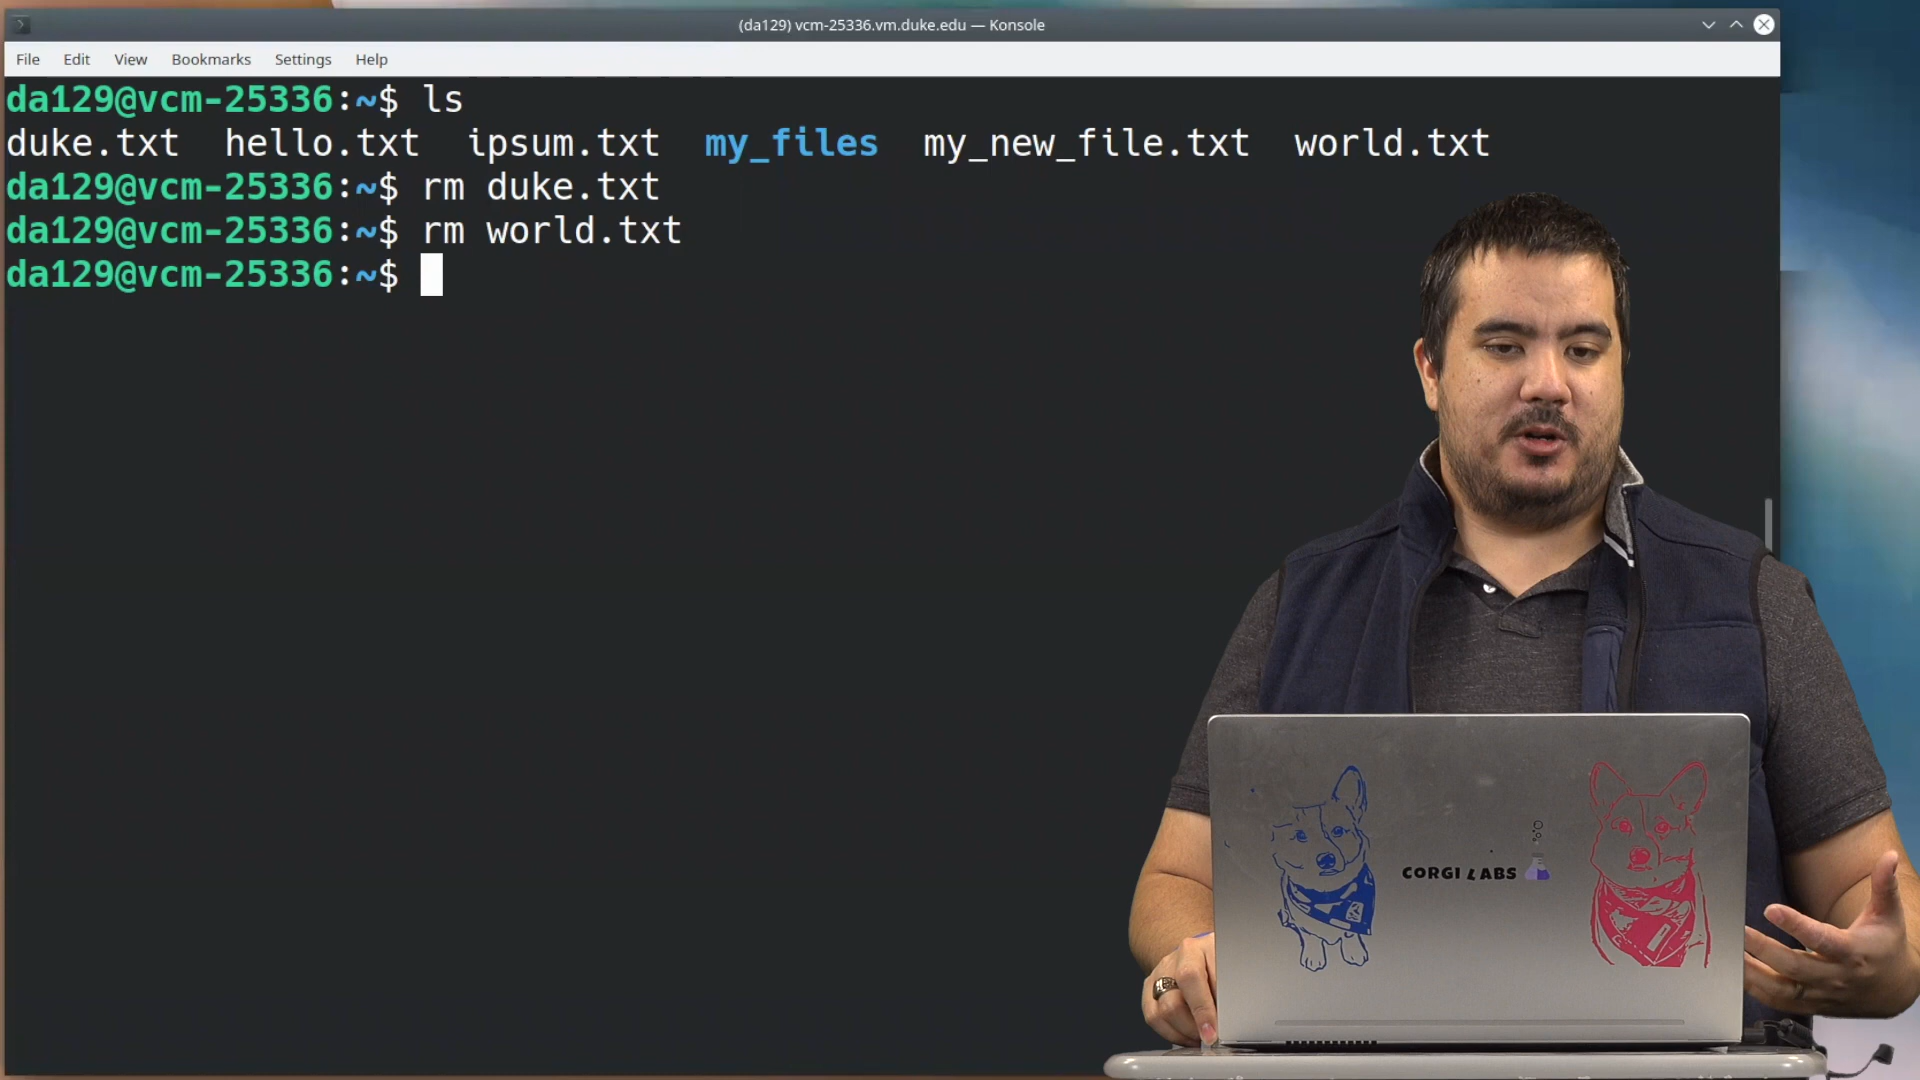 (da129) vcm-25336.vm.duke.edu — Konsole
File Edit View Bookmarks Settings Help
da129@vcm-25336:~$ ls
duke.txt hello.txt ipsum.txt my_files my_new_file.txt world.txt
da129@vcm-25336:~$ rm duke.txt
da129@vcm-25336:~$ rm world.txt
da129@vcm-25336:~$
CORGI LABS